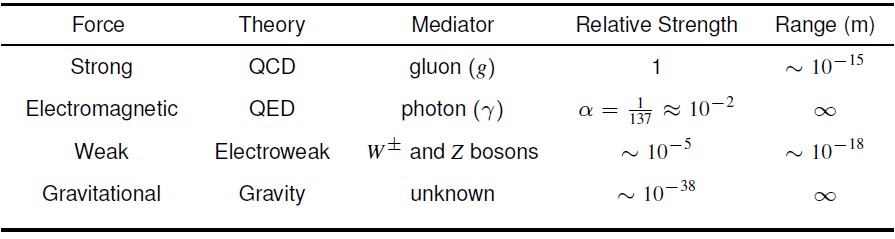 Force Theory Mediator Relative Strength Range (m)
Strong QCD gluon (g) 1 ∼ 10⁻¹⁵
Electromagnetic QED photon (γ) α = 1/137 ≈ 10⁻² ∞
Weak Electroweak W± and Z bosons ∼ 10⁻⁵ ∼ 10⁻¹⁸
Gravitational Gravity unknown ∼ 10⁻³⁸ ∞